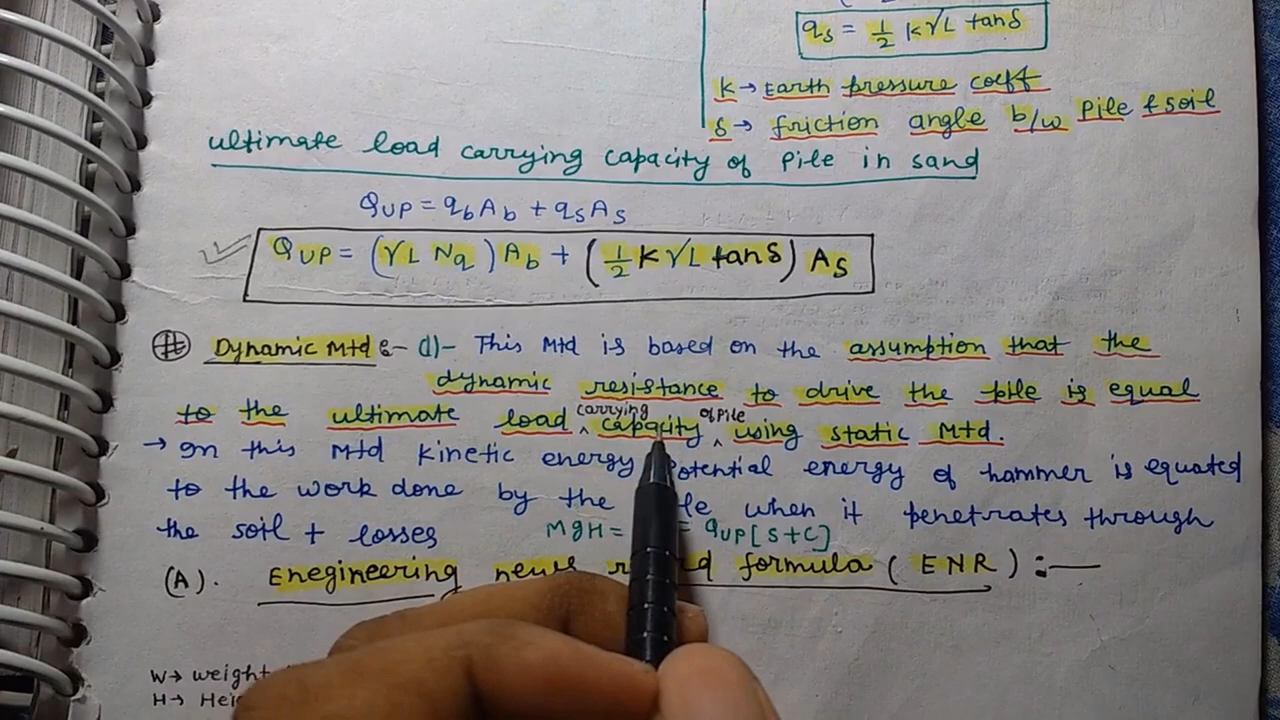 qs = 1/2 KγL tanδ
K → Earth pressure coeff
δ → friction angle b/w Pile & soil
ultimate load carrying capacity of Pile in sand
QUP = qbAb + qsAs
QUP = (γL Nq) Ab + (1/2 KγL tanδ) As
# Dynamic Mtd :- d)- This Mtd is based on the assumption that the
dynamic resistance to drive the pile is equal
to the ultimate load carrying capacity of Pile using static Mtd.
→ In this Mtd kinetic energy Potential energy of hammer is equated
to the work done by the when it penetrates through
the soil + losses MgH = = QUP[S+C]
(A). Enegineering news formula (ENR) :—
W → weight
H →